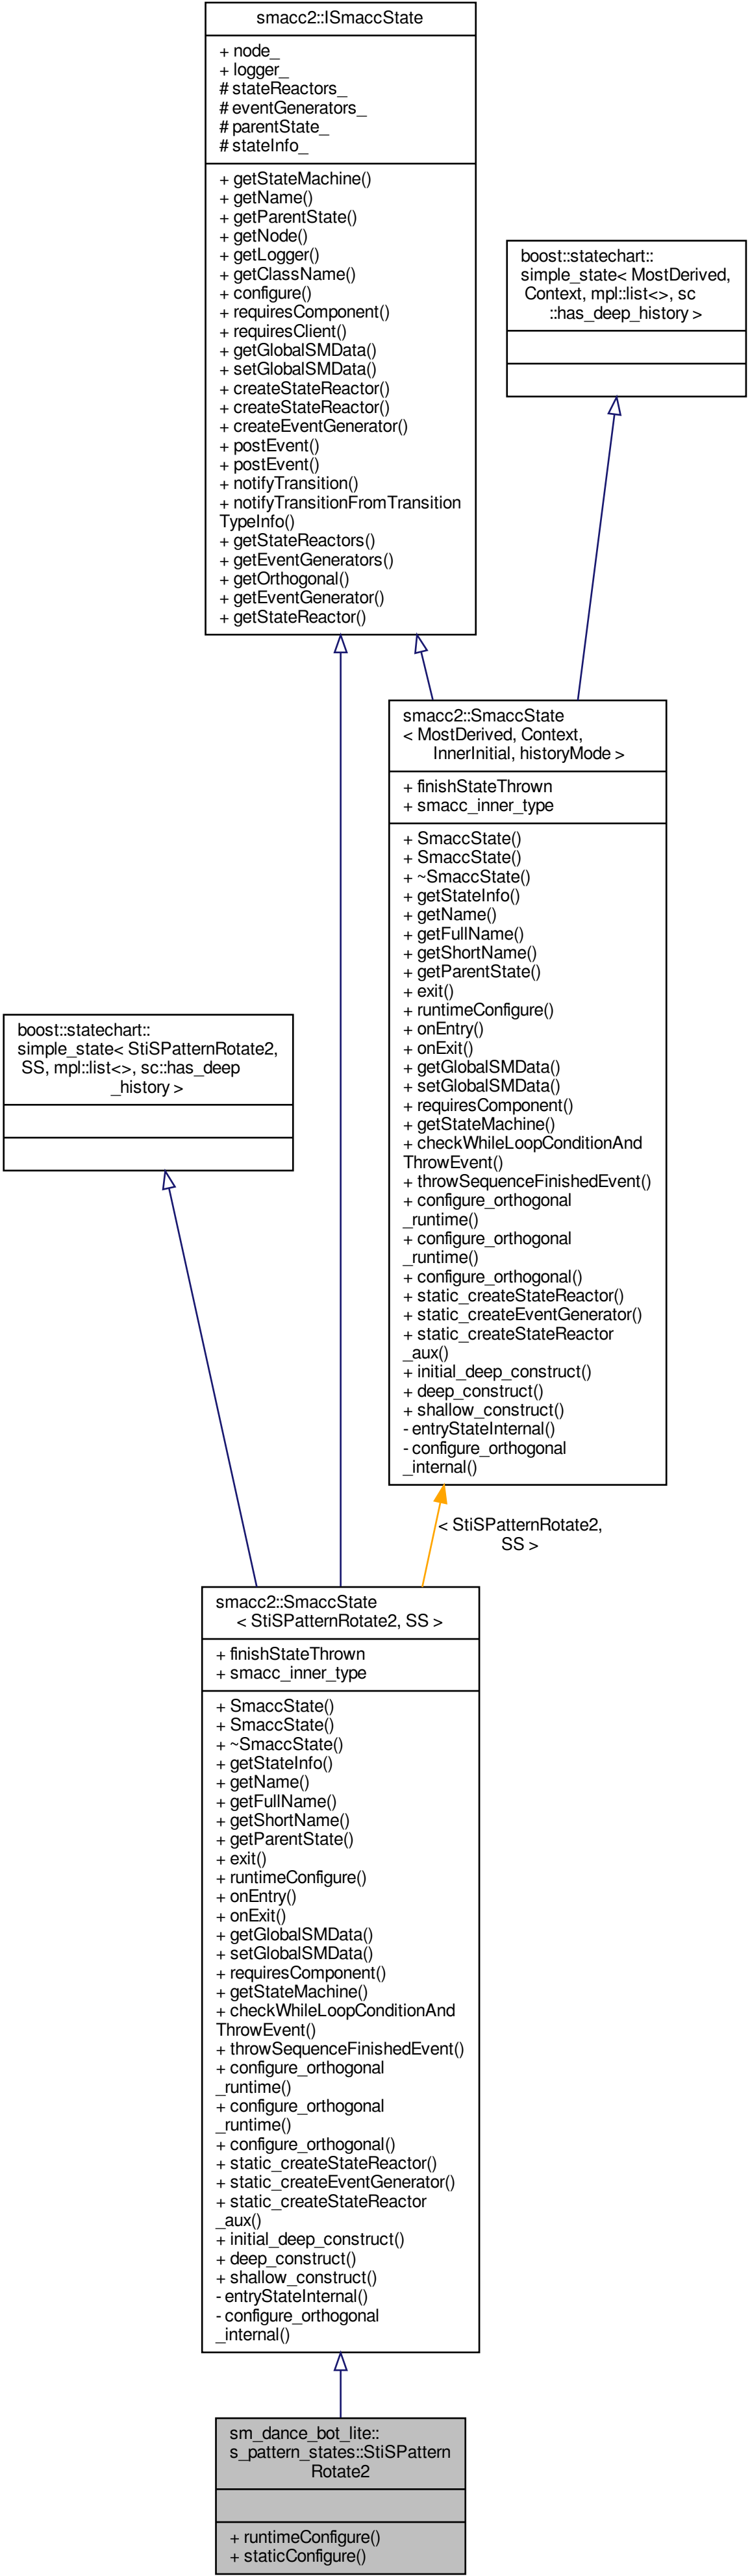 smacc2::ISmaccState
+ node_
+ logger_
# stateReactors_
# eventGenerators_
# parentState_
# stateInfo_
+ getStateMachine()
+ getName()
+ getParentState()
+ getNode()
+ getLogger()
+ getClassName()
+ configure()
+ requiresComponent()
+ requiresClient()
+ getGlobalSMData()
+ setGlobalSMData()
+ createStateReactor()
+ createStateReactor()
+ createEventGenerator()
+ postEvent()
+ postEvent()
+ notifyTransition()
+ notifyTransitionFromTransition
TypeInfo()
+ getStateReactors()
+ getEventGenerators()
+ getOrthogonal()
+ getEventGenerator()
+ getStateReactor()
boost::statechart::
simple_state< MostDerived,
Context, mpl::list<>, sc
::has_deep_history >
smacc2::SmaccState
< MostDerived, Context,
InnerInitial, historyMode >
+ finishStateThrown
+ smacc_inner_type
+ SmaccState()
+ SmaccState()
+ ~SmaccState()
+ getStateInfo()
+ getName()
+ getFullName()
+ getShortName()
+ getParentState()
+ exit()
+ runtimeConfigure()
+ onEntry()
+ onExit()
+ getGlobalSMData()
+ setGlobalSMData()
+ requiresComponent()
+ getStateMachine()
+ checkWhileLoopConditionAnd
ThrowEvent()
+ throwSequenceFinishedEvent()
+ configure_orthogonal
_runtime()
+ configure_orthogonal
_runtime()
+ configure_orthogonal()
+ static_createStateReactor()
+ static_createEventGenerator()
+ static_createStateReactor
_aux()
+ initial_deep_construct()
+ deep_construct()
+ shallow_construct()
- entryStateInternal()
- configure_orthogonal
_internal()
boost::statechart::
simple_state< StiSPatternRotate2,
SS, mpl::list<>, sc::has_deep
_history >
< StiSPatternRotate2,
SS >
smacc2::SmaccState
< StiSPatternRotate2, SS >
+ finishStateThrown
+ smacc_inner_type
+ SmaccState()
+ SmaccState()
+ ~SmaccState()
+ getStateInfo()
+ getName()
+ getFullName()
+ getShortName()
+ getParentState()
+ exit()
+ runtimeConfigure()
+ onEntry()
+ onExit()
+ getGlobalSMData()
+ setGlobalSMData()
+ requiresComponent()
+ getStateMachine()
+ checkWhileLoopConditionAnd
ThrowEvent()
+ throwSequenceFinishedEvent()
+ configure_orthogonal
_runtime()
+ configure_orthogonal
_runtime()
+ configure_orthogonal()
+ static_createStateReactor()
+ static_createEventGenerator()
+ static_createStateReactor
_aux()
+ initial_deep_construct()
+ deep_construct()
+ shallow_construct()
- entryStateInternal()
- configure_orthogonal
_internal()
sm_dance_bot_lite::
s_pattern_states::StiSPattern
Rotate2
+ runtimeConfigure()
+ staticConfigure()